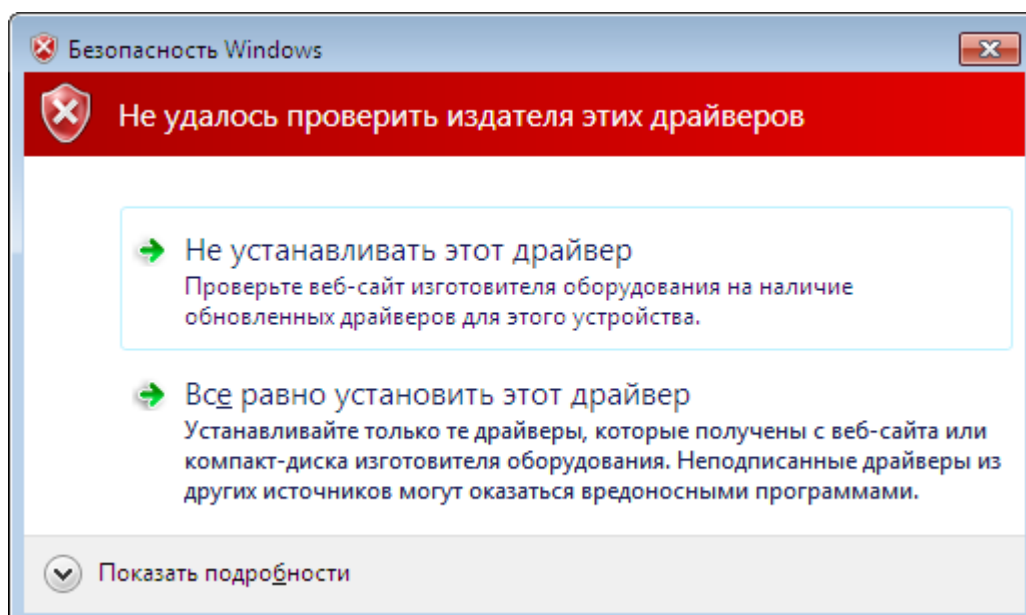 Безопасность Windows
Не удалось проверить издателя этих драйверов
Не устанавливать этот драйвер
Проверьте веб-сайт изготовителя оборудования на наличие
обновленных драйверов для этого устройства.
Все равно установить этот драйвер
Устанавливайте только те драйверы, которые получены с веб-сайта или
компакт-диска изготовителя оборудования. Неподписанные драйверы из
других источников могут оказаться вредоносными программами.
Показать подробности